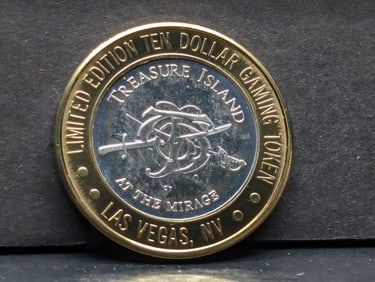 LIMITED EDITION TEN DOLLAR GAMING TOKEN
TREASURE ISLAND
AT THE MIRAGE
LAS VEGAS, NV